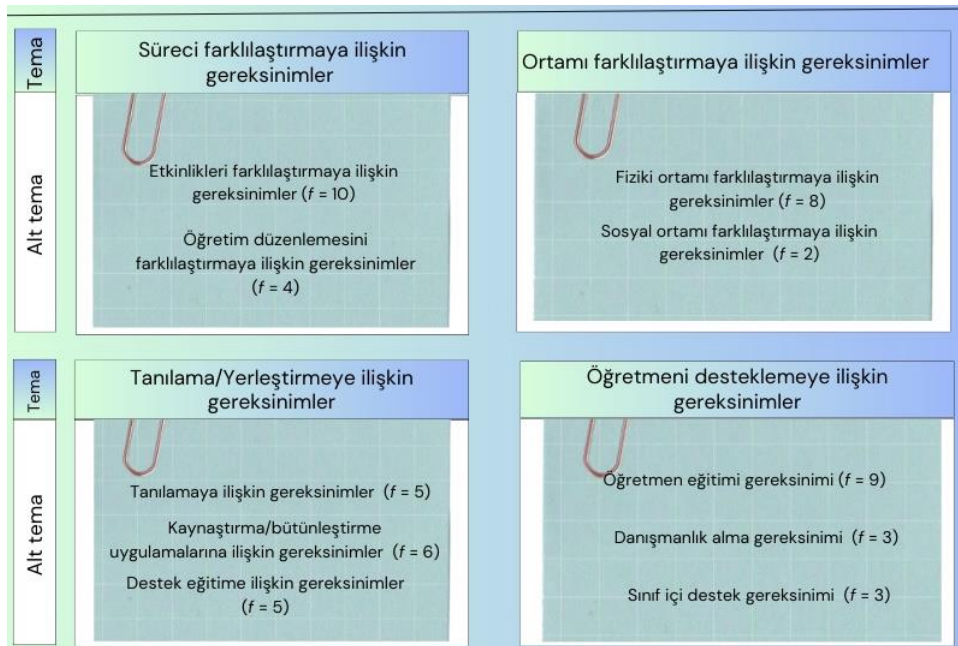 Tema
Süreci farklılaştırmaya ilişkin
gereksinimler
Alt tema
Etkinlikleri farklılaştırmaya ilişkin
gereksinimler (f = 10)
Öğretim düzenlemesini
farklılaştırmaya ilişkin gereksinimler
(f = 4)
Ortamı farklılaştırmaya ilişkin gereksinimler
Fiziki ortamı farklılaştırmaya ilişkin
gereksinimler (f = 8)
Sosyal ortamı farklılaştırmaya ilişkin
gereksinimler (f = 2)
Tema
Tanılama/Yerleştirmeye ilişkin
gereksinimler
Alt tema
Tanılamaya ilişkin gereksinimler (f = 5)
Kaynaştırma/bütünleştirme
uygulamalarına ilişkin gereksinimler (f = 6)
Destek eğitime ilişkin gereksinimler
(f = 5)
Öğretmeni desteklemeye ilişkin
gereksinimler
Öğretmen eğitimi gereksinimi (f = 9)
Danışmanlık alma gereksinimi (f = 3)
Sınıf içi destek gereksinimi (f = 3)